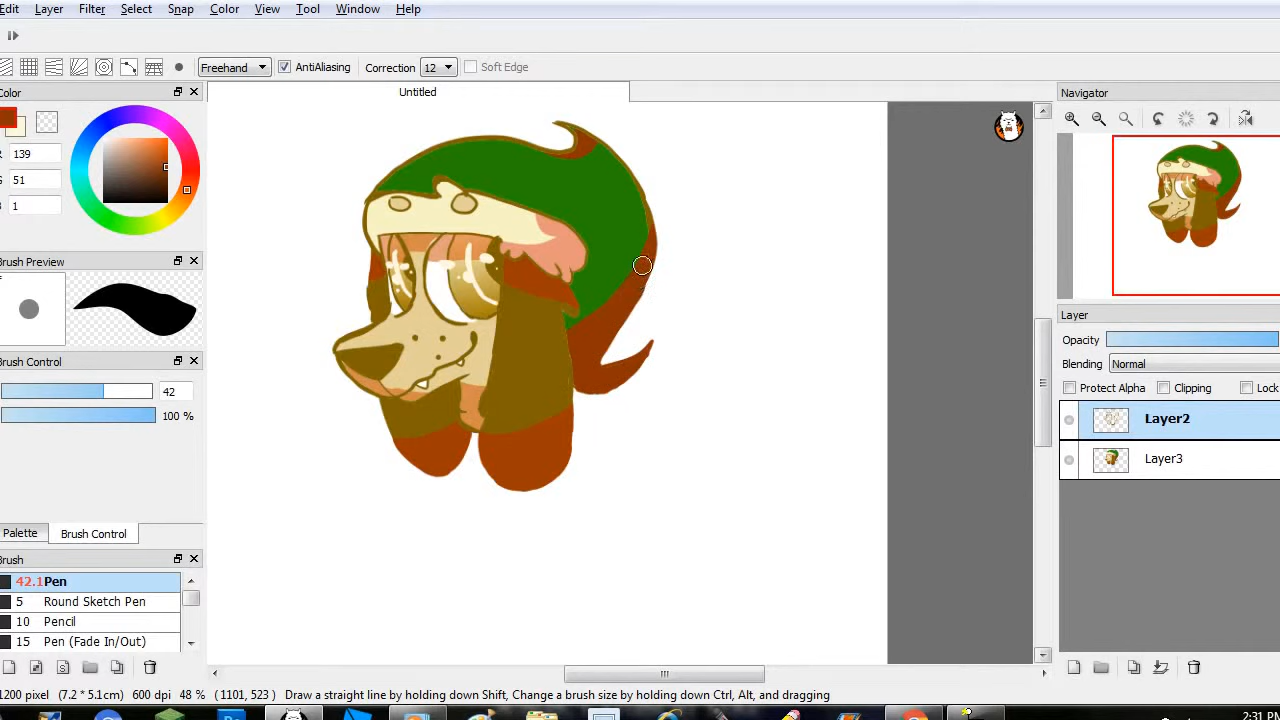 Edit Layer Filter Select Snap Color View Tool Window Help
Freehand AntiAliasing Correction 12 Soft Edge
Color
Untitled
Navigator
R 139
G 51
B 1
Brush Preview
Layer
Opacity
Blending Normal
Protect Alpha Clipping Lock
Brush Control
42
100 %
Layer2
Layer3
Palette Brush Control
Brush
42.1 Pen
5 Round Sketch Pen
10 Pencil
15 Pen (Fade In/Out)
1200 pixel (7.2 * 5.1cm) 600 dpi 48 % (1101, 523) Draw a straight line by holding down Shift, Change a brush size by holding down Ctrl, Alt, and dragging
2:31 PM